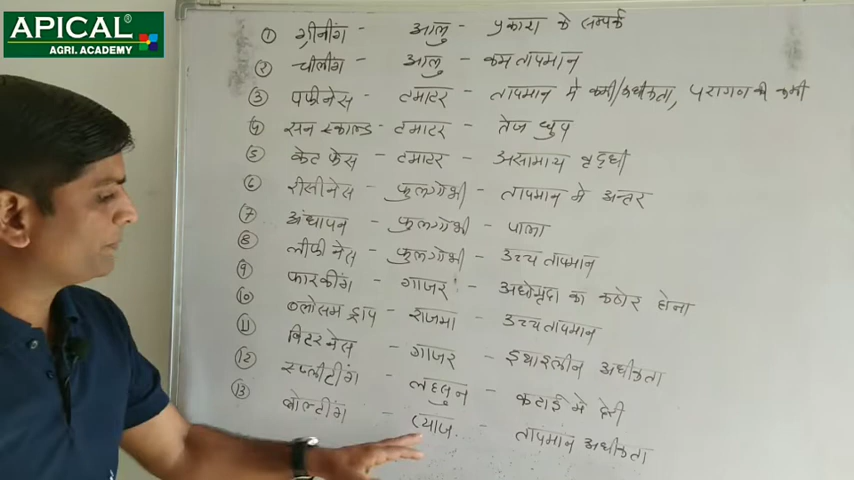 APICAL®
AGRI. ACADEMY
① ग्रीनींग - आलु - प्रकाश के सम्पर्क
② चीलींग - आलु - कम तापमान
③ पफीनेस - टमाटर - तापमान मे कमी/अधीकता, परागण की कमी
④ सन स्काल्ड - टमाटर - तेज धुप
⑤ केट फेस - टमाटर - असामाय वृद्धी
⑥ रीसीनेस - फुलगोभी - तापमान मे अन्तर
⑦ अंधापन - फुलगोभी - पाला
⑧ लीफीनेस - फुलगोभी - उच्च तापमान
⑨ फारकींग - गाजर - अधोमृदा का कठोर होना
⑩ ब्लोसम ड्राप - राजमा - उच्च तापमान
⑪ बिटरनेस - गाजर - इथाइलीन अधीकता
⑫ स्प्लीटींग - लहसुन - कटाई मे देरी
⑬ बोल्टींग - प्याज - तापमान अधीकता